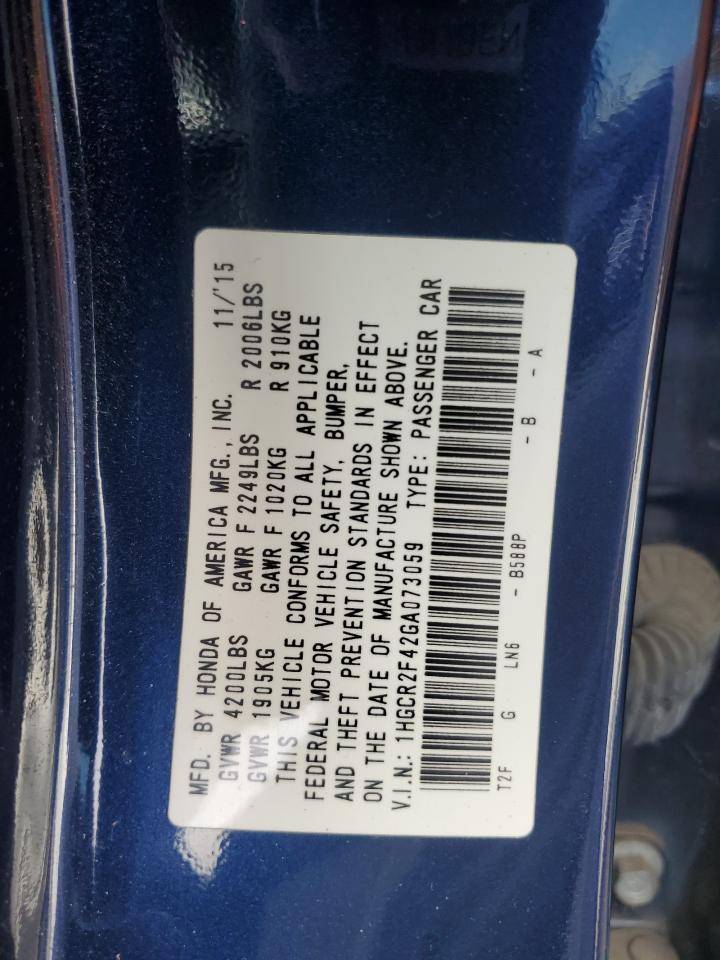 MFD. BY HONDA OF AMERICA MFG., INC. 11/'15
GVWR 4200LBS GAWR F 2249LBS R 2006LBS
GVWR 1905KG GAWR F 1020KG R 910KG
THIS VEHICLE CONFORMS TO ALL APPLICABLE
FEDERAL MOTOR VEHICLE SAFETY, BUMPER,
AND THEFT PREVENTION STANDARDS IN EFFECT
ON THE DATE OF MANUFACTURE SHOWN ABOVE.
V.I.N.: 1HGCR2F42GA073059 TYPE: PASSENGER CAR
T2F G LN6 - B588P - B - A